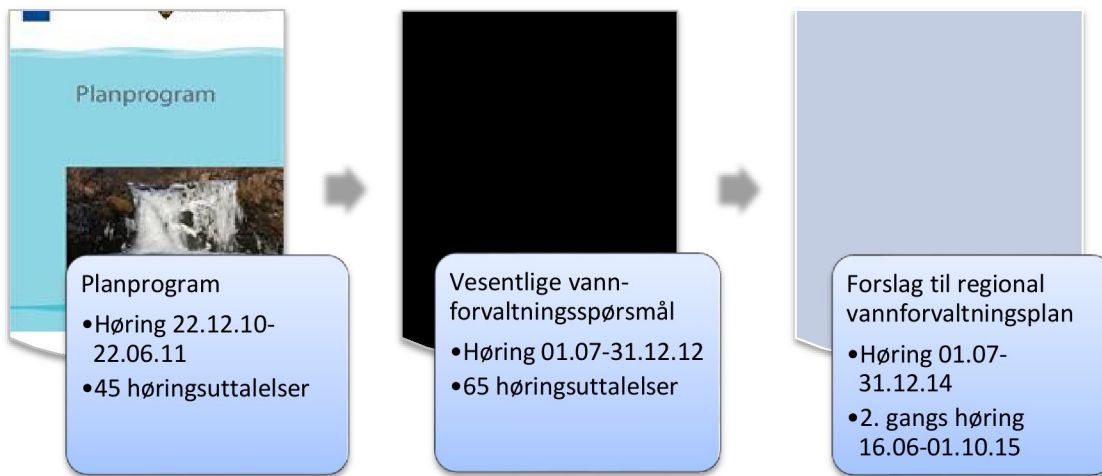 Planprogram
Planprogram
•Høring 22.12.10-
22.06.11
•45 høringsuttalelser
Vesentlige vann-
forvaltningsspørsmål
•Høring 01.07-31.12.12
•65 høringsuttalelser
Forslag til regional
vannforvaltningsplan
•Høring 01.07-
31.12.14
•2. gangs høring
16.06-01.10.15